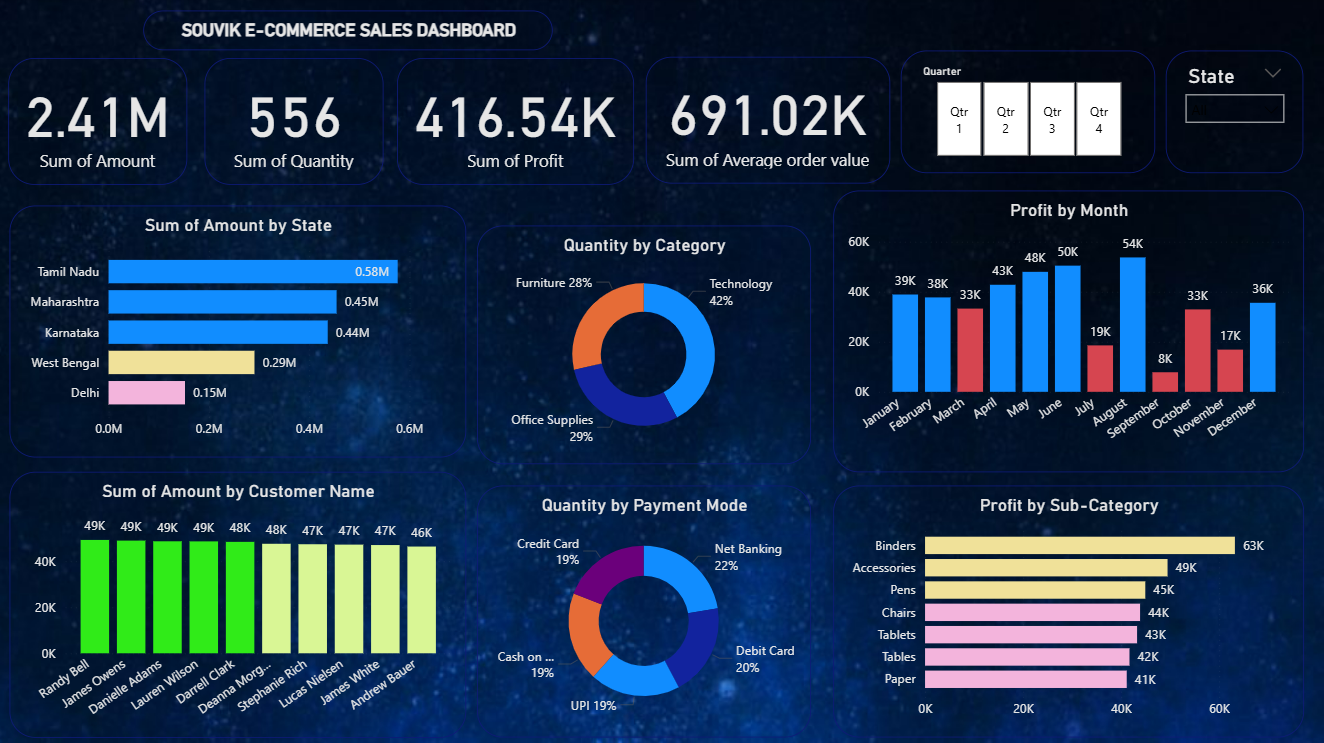 SOUVIK E-COMMERCE SALES DASHBOARD
2.41M
Sum of Amount
556
Sum of Quantity
416.54K
Sum of Profit
691.02K
Sum of Average order value
Quarter
Qtr
1
Qtr
2
Qtr
3
Qtr
4
State
Sum of Amount by State
Tamil Nadu 0.58M
Maharashtra 0.45M
Karnataka 0.44M
West Bengal 0.29M
Delhi 0.15M
0.0M 0.2M 0.4M 0.6M
Quantity by Category
Furniture 28%
Technology
42%
Office Supplies
29%
Profit by Month
60K
40K
20K
0K
39K 38K 33K 43K 48K 50K 19K 54K 8K 33K 17K 36K
January February March April May June July August September October November December
Sum of Amount by Customer Name
49K 49K 49K 49K 48K 48K 47K 47K 47K 46K
40K
20K
0K
Randy Bell James Owens Danielle Adams Lauren Wilson Darrell Clark Deanna Morg... Stephanie Rich Lucas Nielsen James White Andrew Bauer
Quantity by Payment Mode
Credit Card
19%
Net Banking
22%
Cash on ...
19%
Debit Card
20%
UPI 19%
Profit by Sub-Category
Binders 63K
Accessories 49K
Pens 45K
Chairs 44K
Tablets 43K
Tables 42K
Paper 41K
0K 20K 40K 60K